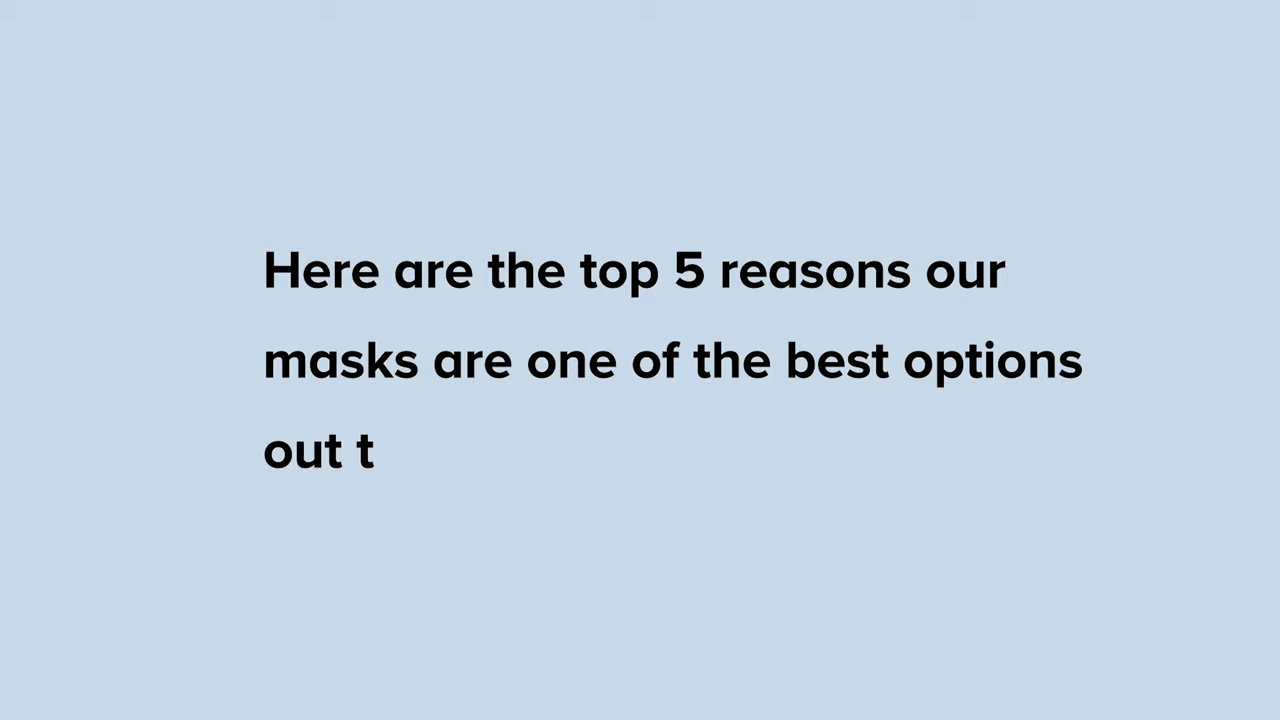 Here are the top 5 reasons our
masks are one of the best options
out t